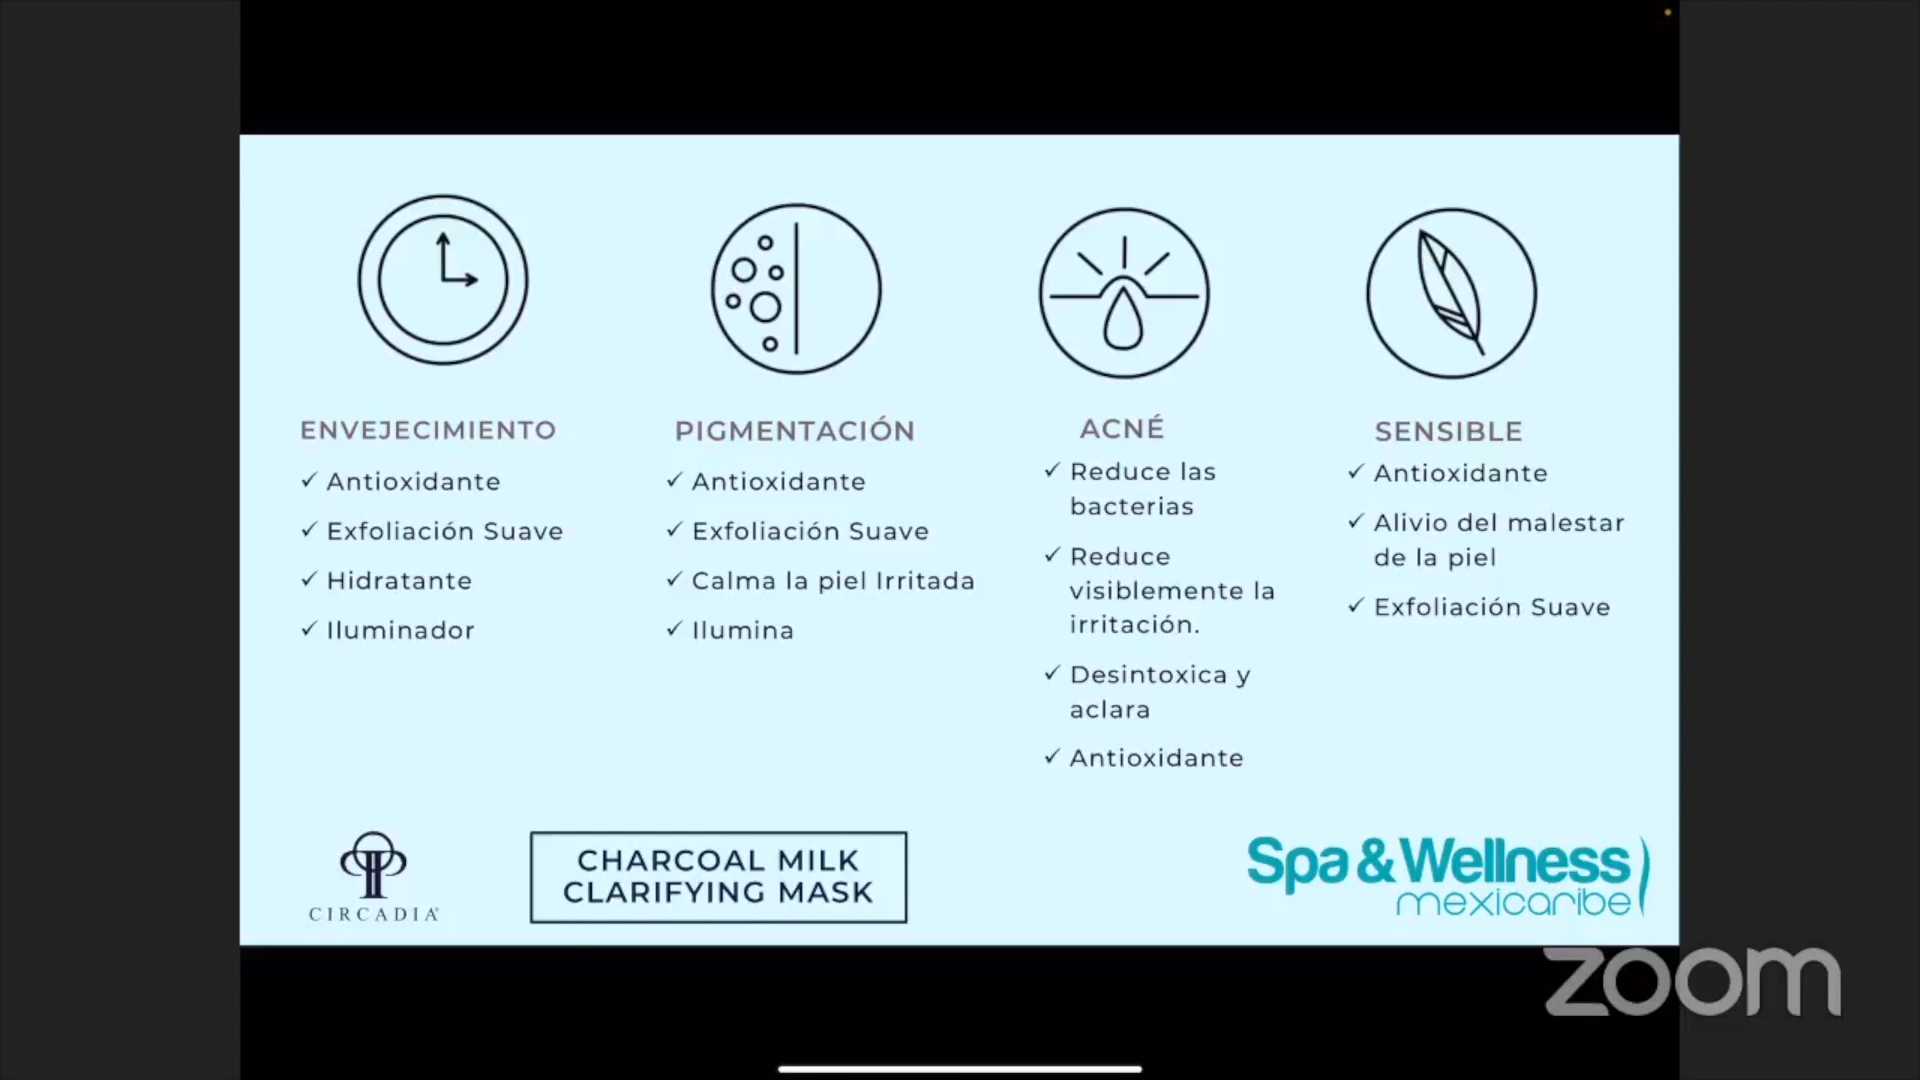 ENVEJECIMIENTO
✓ Antioxidante
✓ Exfoliación Suave
✓ Hidratante
✓ Iluminador
PIGMENTACIÓN
✓ Antioxidante
✓ Exfoliación Suave
✓ Calma la piel Irritada
✓ Ilumina
ACNÉ
✓ Reduce las
bacterias
✓ Reduce
visiblemente la
irritación.
✓ Desintoxica y
aclara
✓ Antioxidante
SENSIBLE
✓ Antioxidante
✓ Alivio del malestar
de la piel
✓ Exfoliación Suave
CIRCADIA
CHARCOAL MILK
CLARIFYING MASK
Spa & Wellness
mexicaribe
zoom